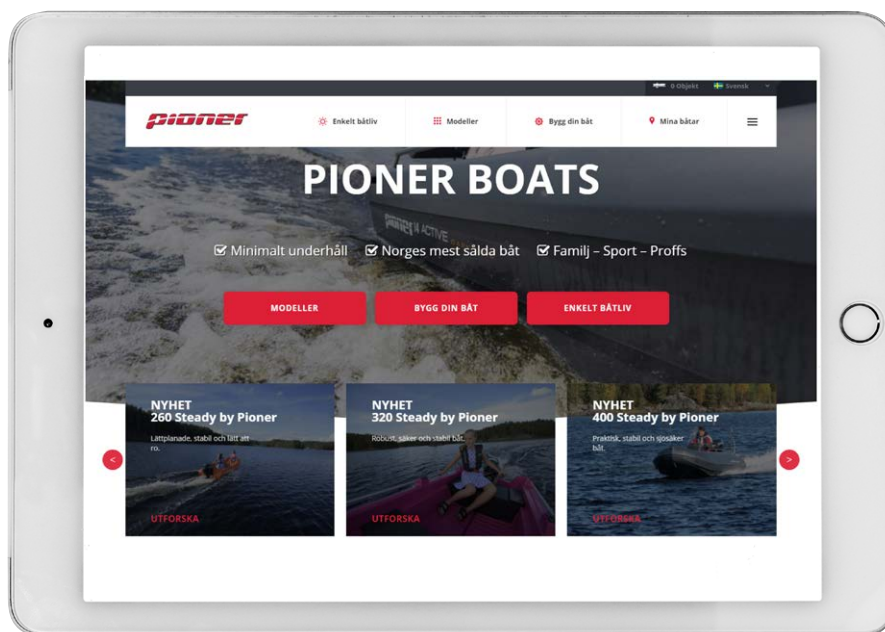 0 Objekt Svensk
pioner Enkelt båtliv Modeller Bygg din båt Mina båtar
PIONER BOATS
pioner ACTIVE
Minimalt underhåll Norges mest sålda båt Familj – Sport – Proffs
MODELLER BYGG DIN BÅT ENKELT BÅTLIV
NYHET
260 Steady by Pioner
Lättplanade, stabil och lätt att
ro.
UTFORSKA
NYHET
320 Steady by Pioner
Robust, säker och stabil båt.
UTFORSKA
NYHET
400 Steady by Pioner
Praktisk, stabil och sjösäker
båt.
UTFORSKA